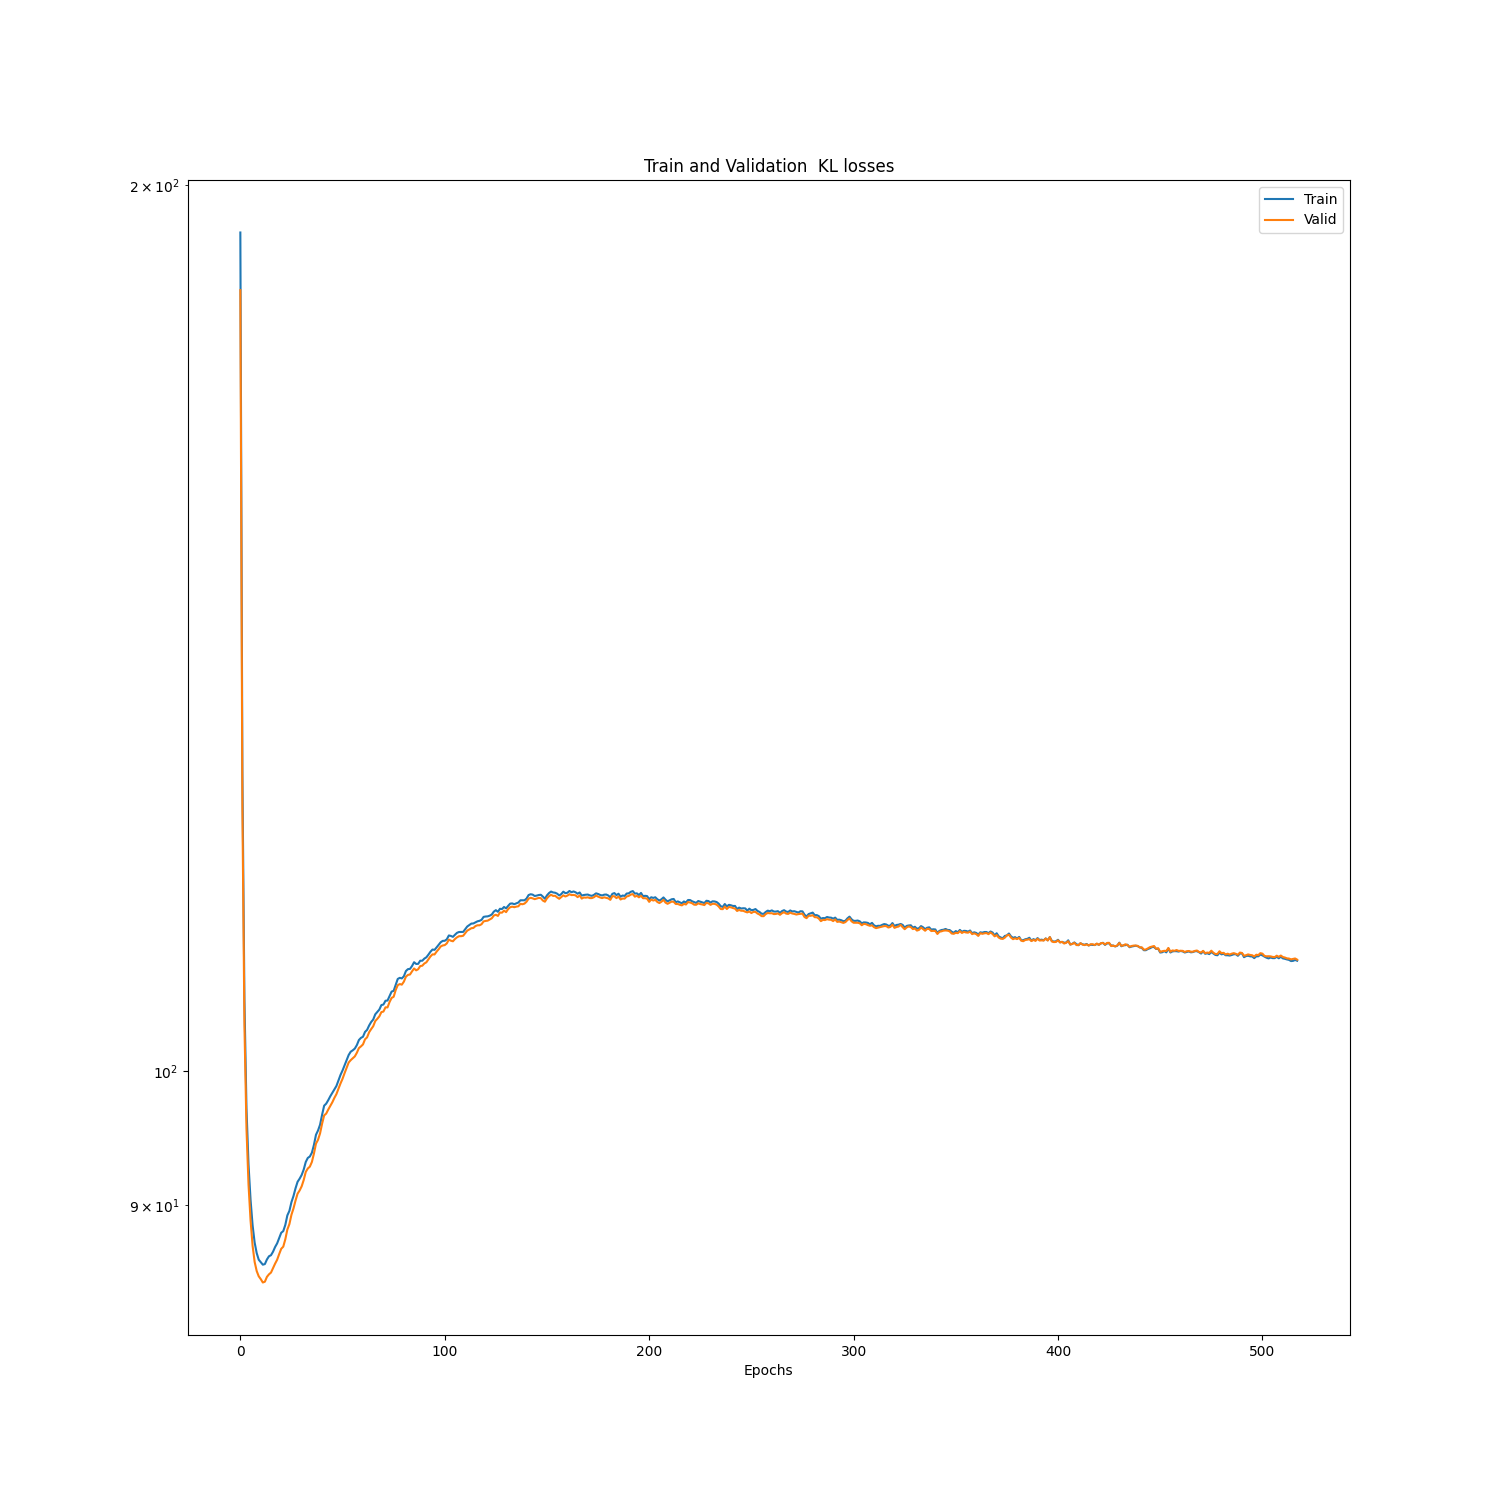 Train and Validation  KL losses
2 × 10²
Train
Valid
10²
9 × 10¹
0 100 200 300 400 500
Epochs